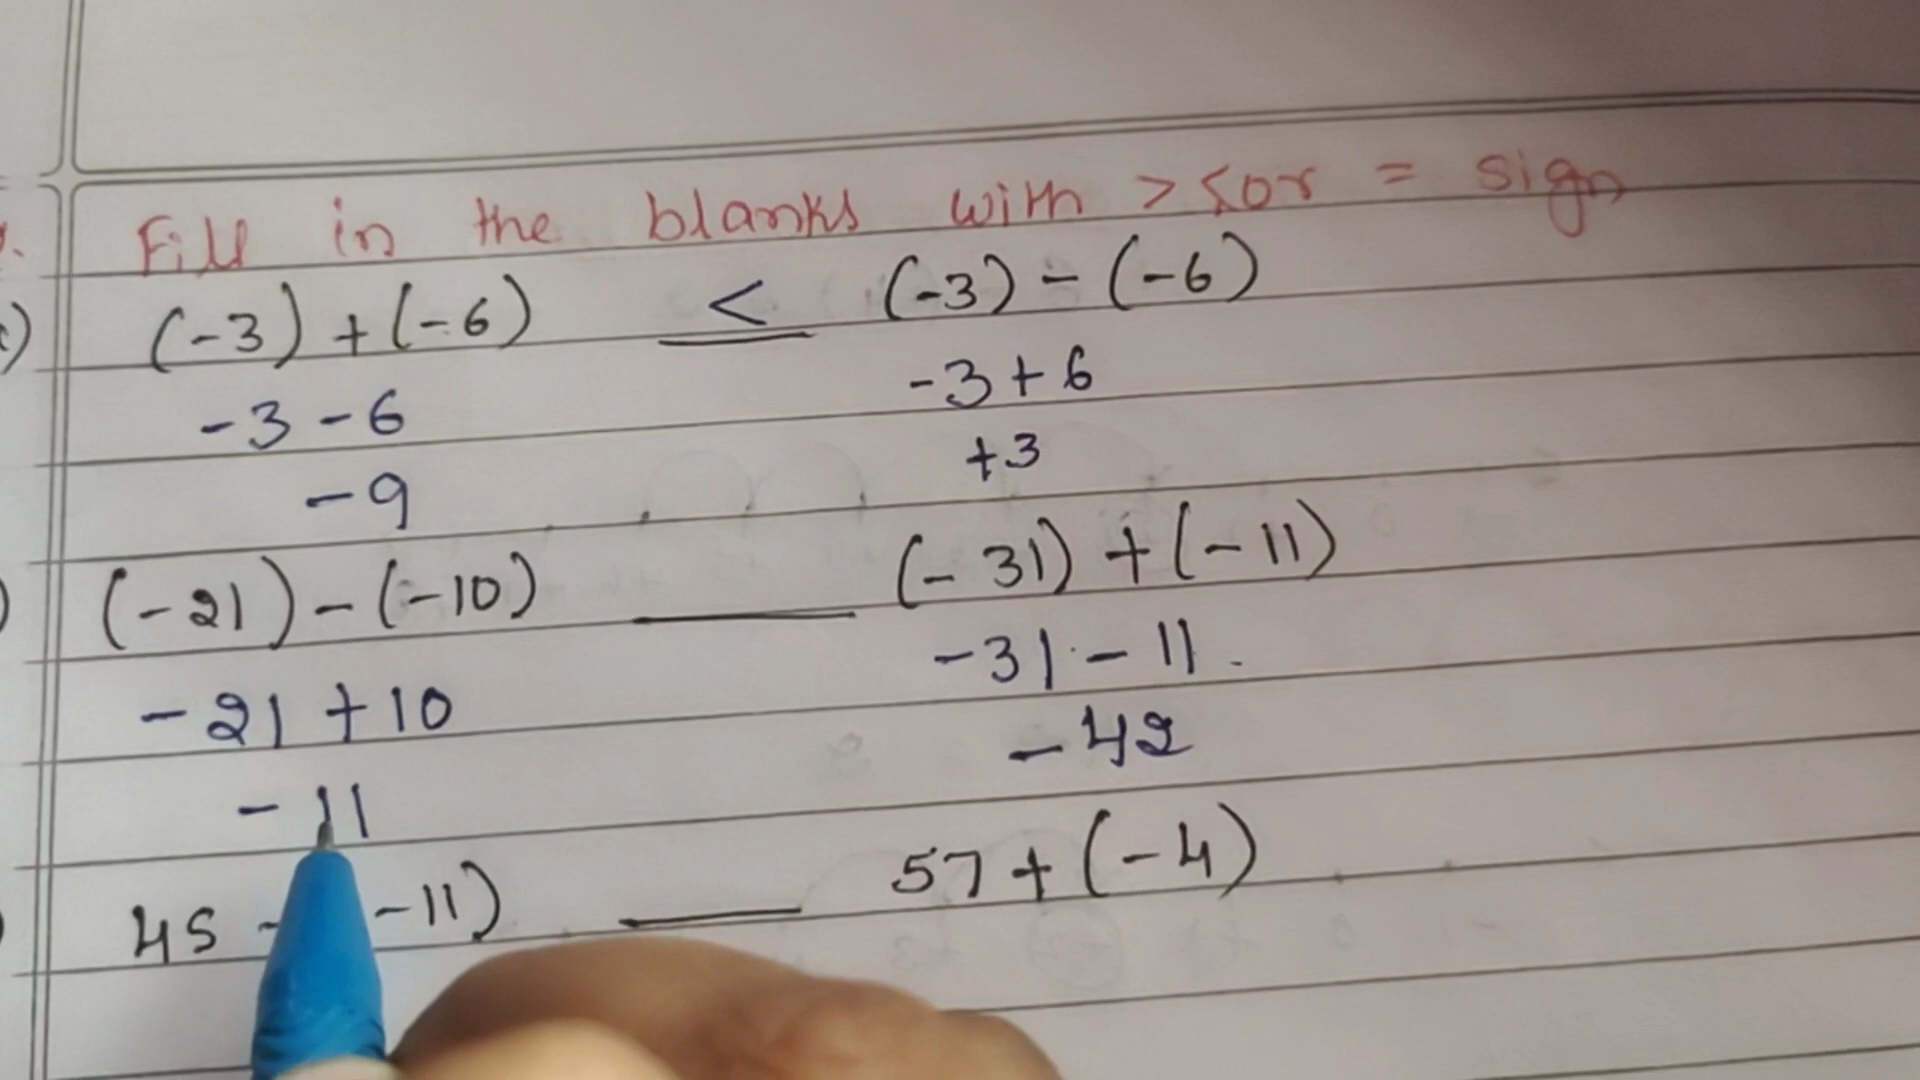 Fill in the blanks with > < or = sign
(-3) + (-6) < (-3) - (-6)
-3 - 6 -3 + 6
-9 +3
(-21) - (-10) ____ (-31) + (-11)
-21 + 10 -31 - 11
-11 -42
45 - -11) ____ 57 + (-4)